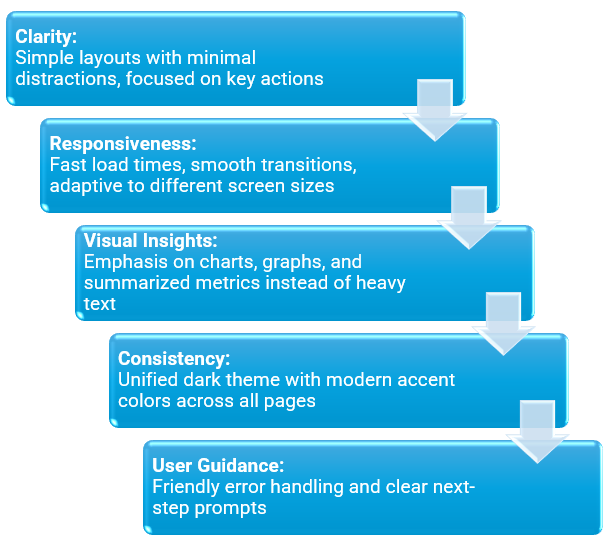 Clarity:
Simple layouts with minimal
distractions, focused on key actions
Responsiveness:
Fast load times, smooth transitions,
adaptive to different screen sizes
Visual Insights:
Emphasis on charts, graphs, and
summarized metrics instead of heavy
text
Consistency:
Unified dark theme with modern accent
colors across all pages
User Guidance:
Friendly error handling and clear next-
step prompts